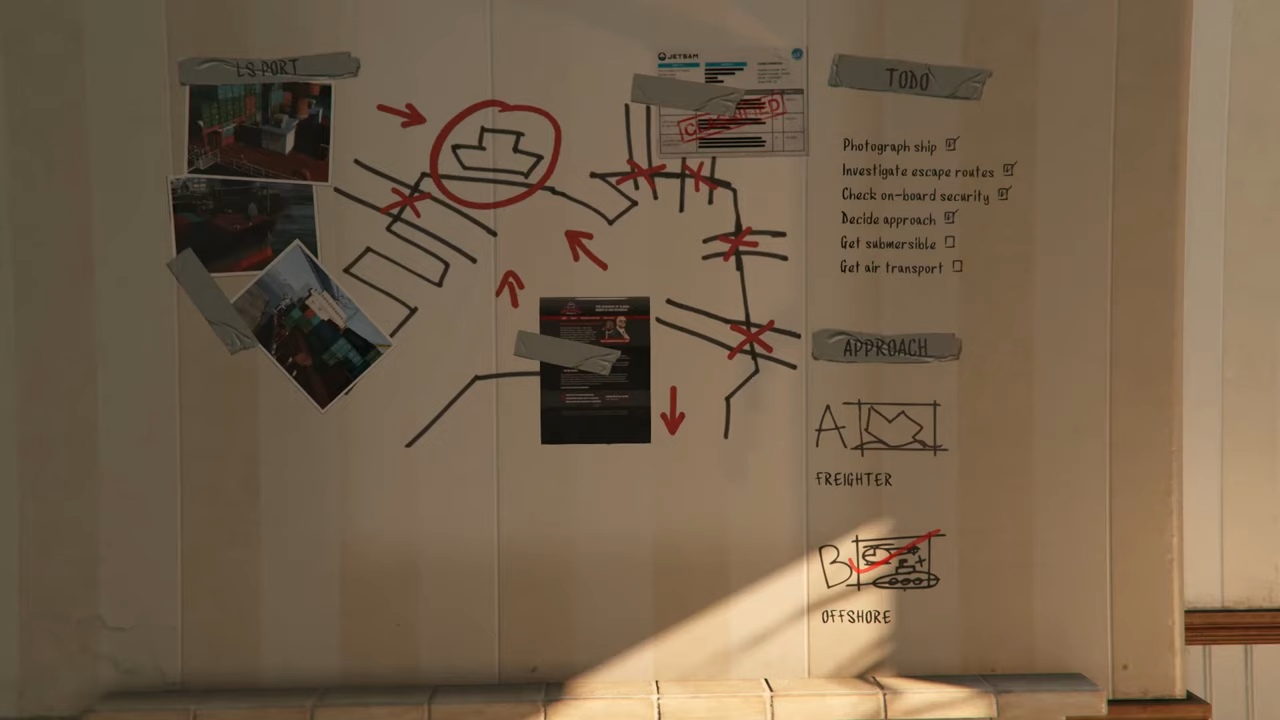 LS PORT
JETSAM
TODO
Photograph ship
Investigate escape routes
Check on-board security
Decide approach
Get submersible
Get air transport
APPROACH
A
FREIGHTER
B
OFFSHORE